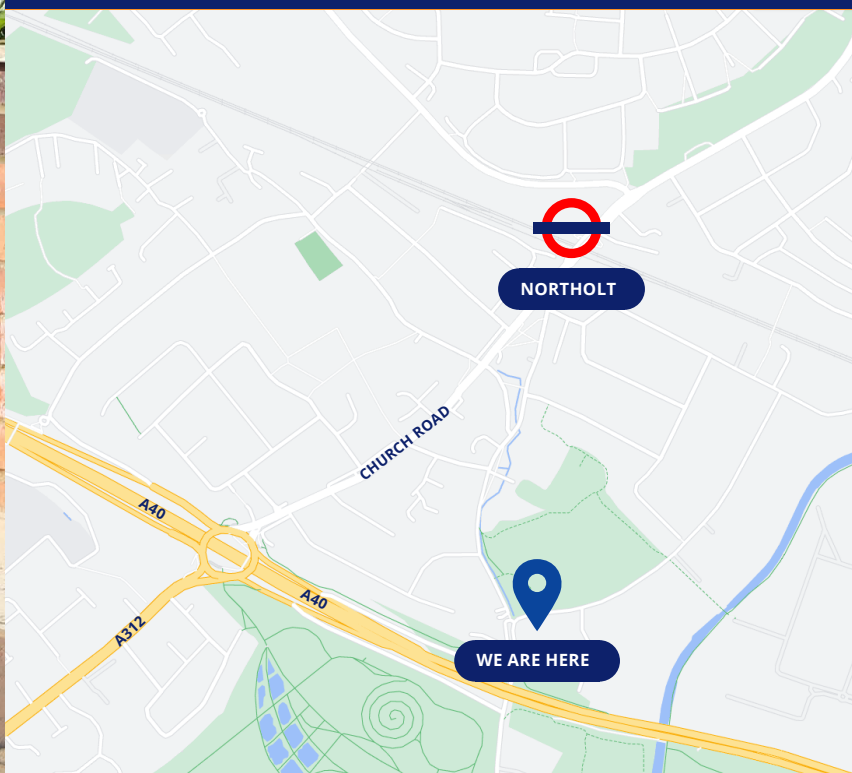 NORTHOLT
CHURCH ROAD
A40
A40
A312
WE ARE HERE